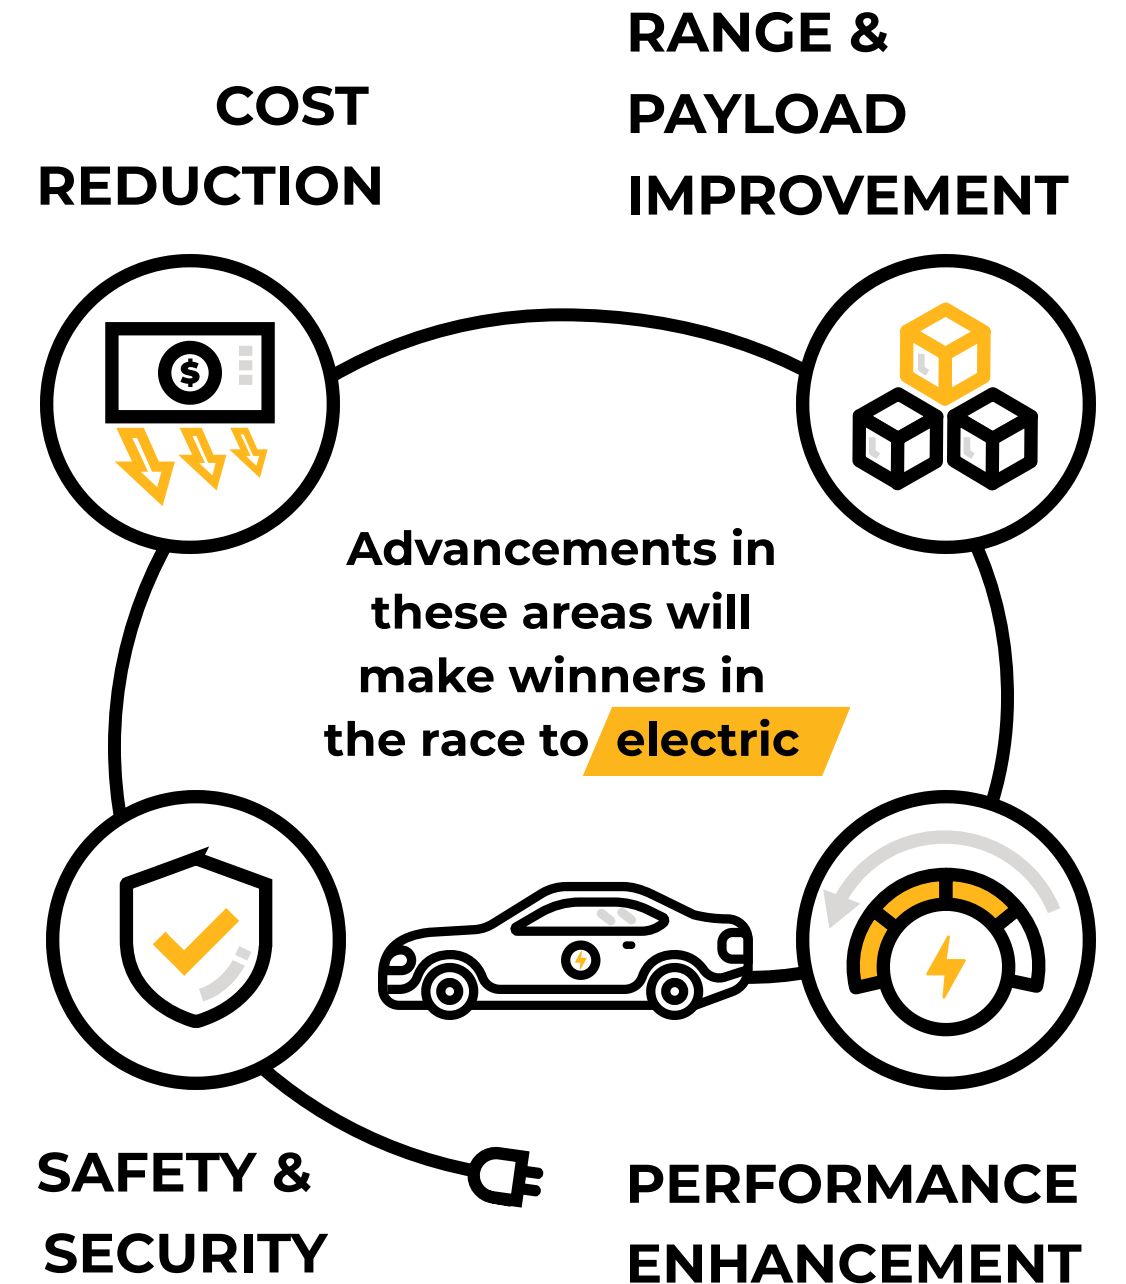 COST
REDUCTION
RANGE &
PAYLOAD
IMPROVEMENT
$
Advancements in
these areas will
make winners in
the race to electric
SAFETY &
SECURITY
PERFORMANCE
ENHANCEMENT